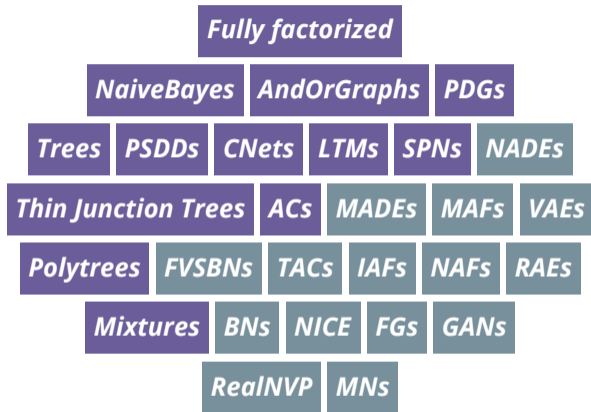 Fully factorized
NaiveBayes AndOrGraphs PDGs
Trees PSDDs CNets LTMs SPNs NADEs
Thin Junction Trees ACs MADEs MAFs VAEs
Polytrees FVSBNs TACs IAFs NAFs RAEs
Mixtures BNs NICE FGs GANs
RealNVP MNs